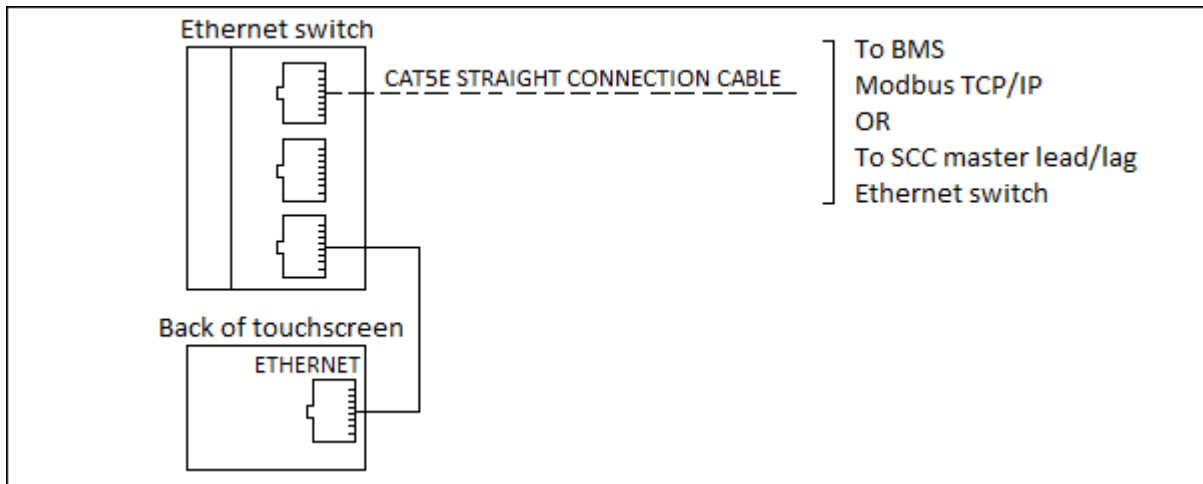 Ethernet switch
CAT5E STRAIGHT CONNECTION CABLE
To BMS
Modbus TCP/IP
OR
To SCC master lead/lag
Ethernet switch
Back of touchscreen
ETHERNET